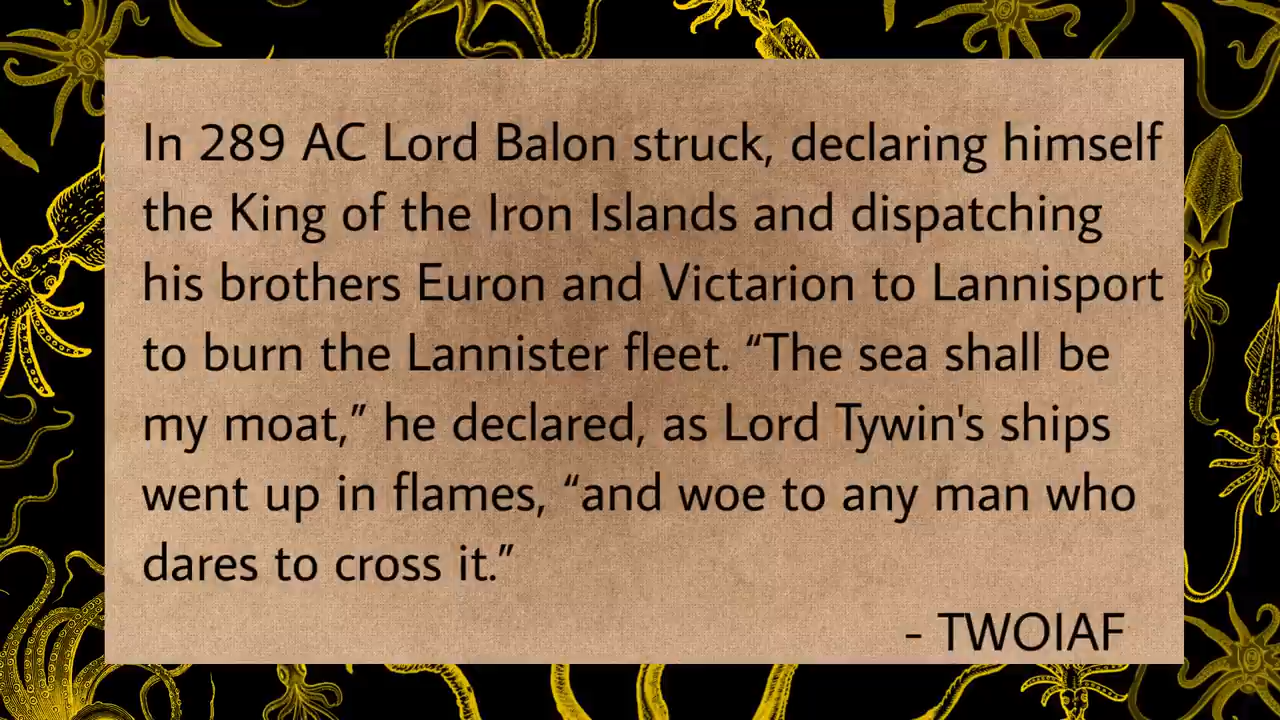 In 289 AC Lord Balon struck, declaring himself
the King of the Iron Islands and dispatching
his brothers Euron and Victarion to Lannisport
to burn the Lannister fleet. “The sea shall be
my moat,” he declared, as Lord Tywin's ships
went up in flames, “and woe to any man who
dares to cross it.”
- TWOIAF